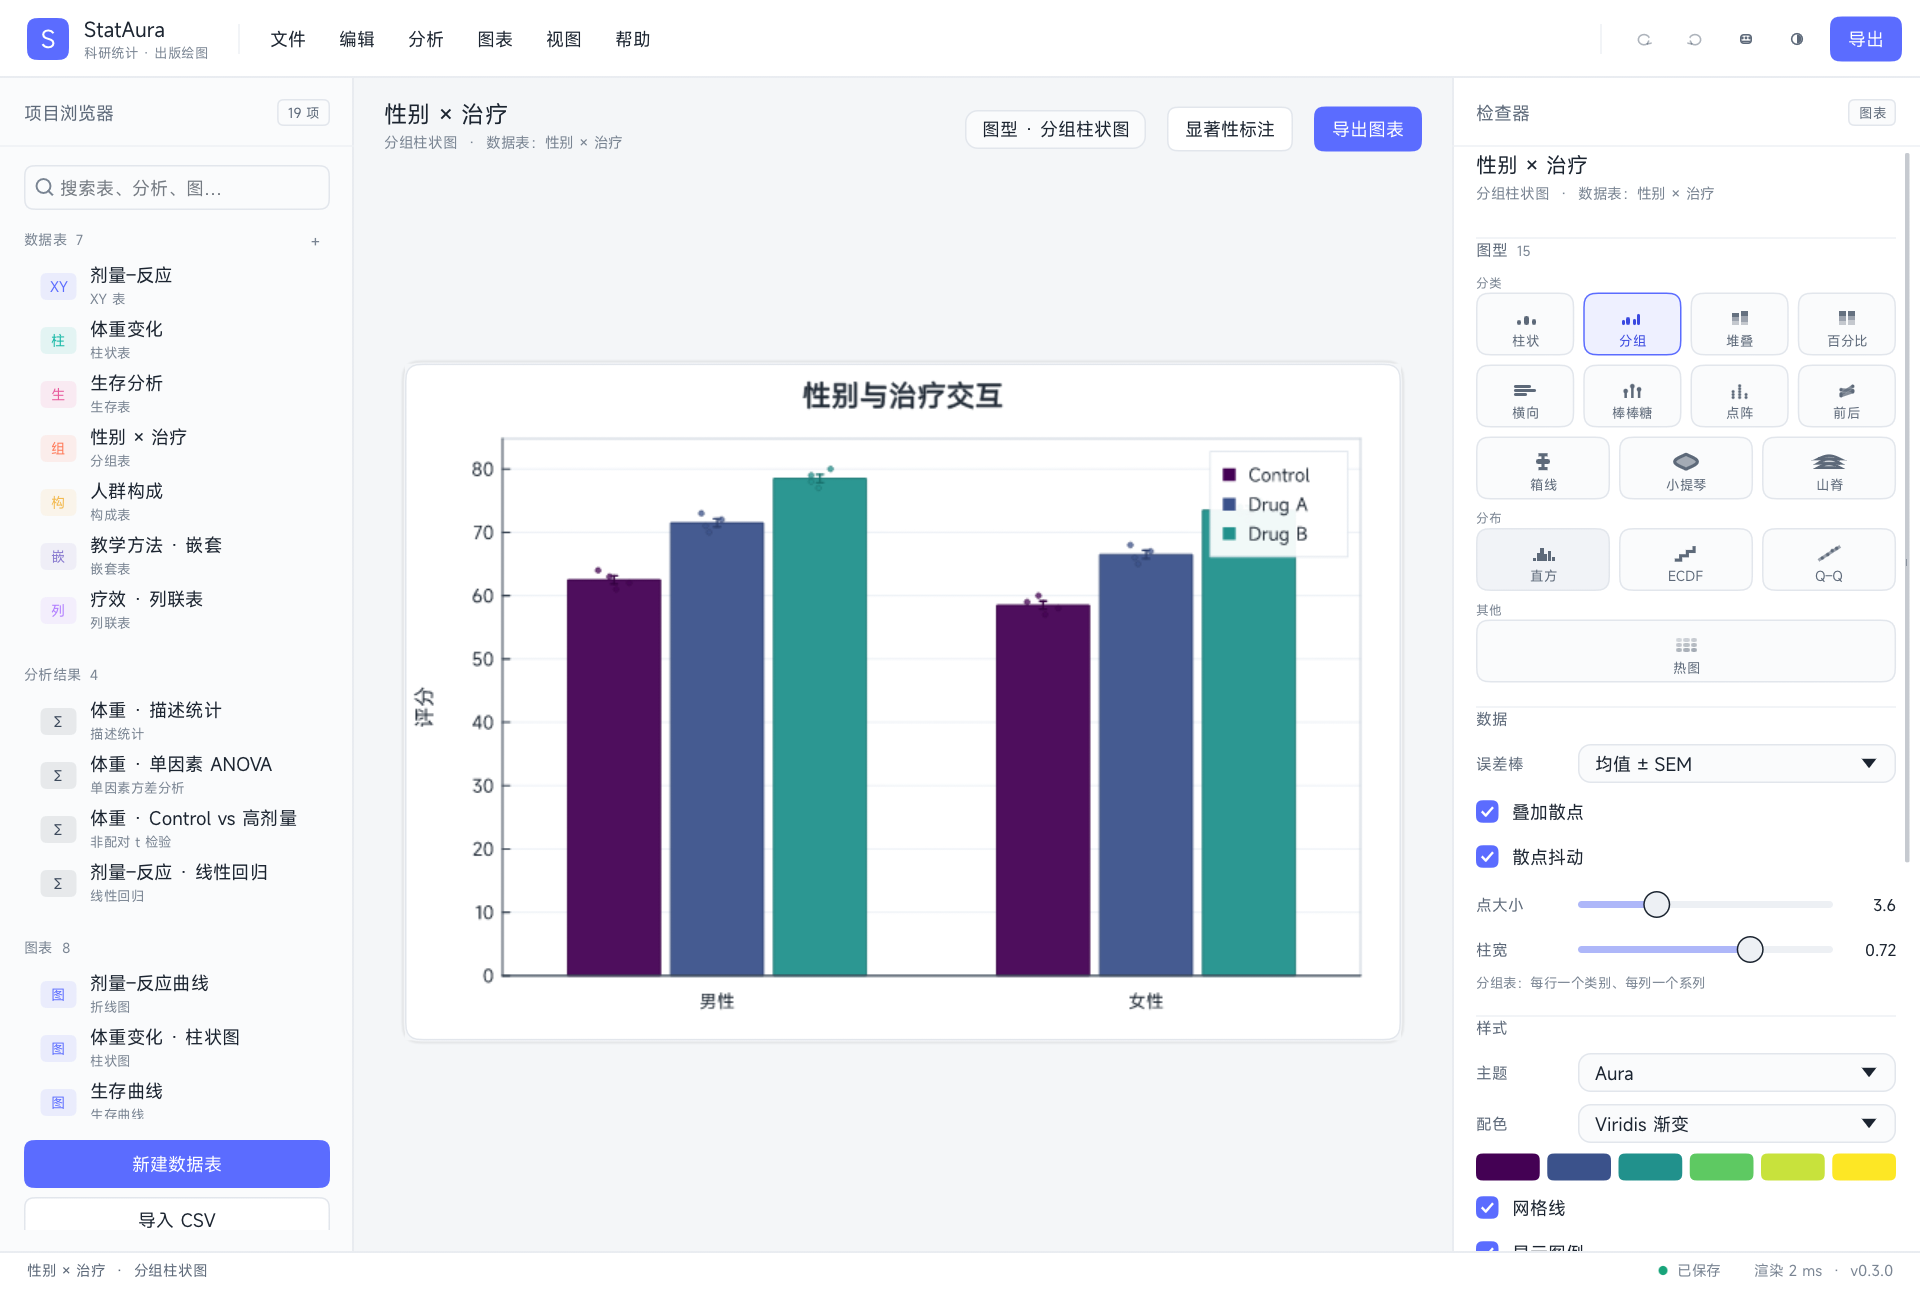 S
StatAura
科研统计 · 出版绘图
文件 编辑 分析 图表 视图 帮助
导出
项目浏览器
19 项
搜索表、分析、图…
数据表 7 +
XY 剂量–反应
XY 表
柱 体重变化
柱状表
生 生存分析
生存表
组 性别 × 治疗
分组表
构 人群构成
构成表
嵌 教学方法 · 嵌套
嵌套表
列 疗效 · 列联表
列联表
分析结果 4
Σ 体重 · 描述统计
描述统计
Σ 体重 · 单因素 ANOVA
单因素方差分析
Σ 体重 · Control vs 高剂量
非配对 t 检验
Σ 剂量–反应 · 线性回归
线性回归
图表 8
图 剂量–反应曲线
折线图
图 体重变化 · 柱状图
柱状图
图 生存曲线
生存曲线
新建数据表
导入 CSV
性别 × 治疗
分组柱状图 · 数据表：性别 × 治疗
图型 · 分组柱状图
显著性标注
导出图表
性别与治疗交互
评分
80
70
60
50
40
30
20
10
0
Control
Drug A
Drug B
男性 女性
检查器
图表
性别 × 治疗
分组柱状图 · 数据表：性别 × 治疗
图型 15
分类
柱状 分组 堆叠 百分比
横向 棒棒糖 点阵 前后
箱线 小提琴 山脊
分布
直方 ECDF Q–Q
其他
热图
数据
误差棒 均值 ± SEM
叠加散点
散点抖动
点大小 3.6
柱宽 0.72
分组表：每行一个类别、每列一个系列
样式
主题 Aura
配色 Viridis 渐变
网格线
显示图例
性别 × 治疗 · 分组柱状图
已保存 渲染 2 ms · v0.3.0